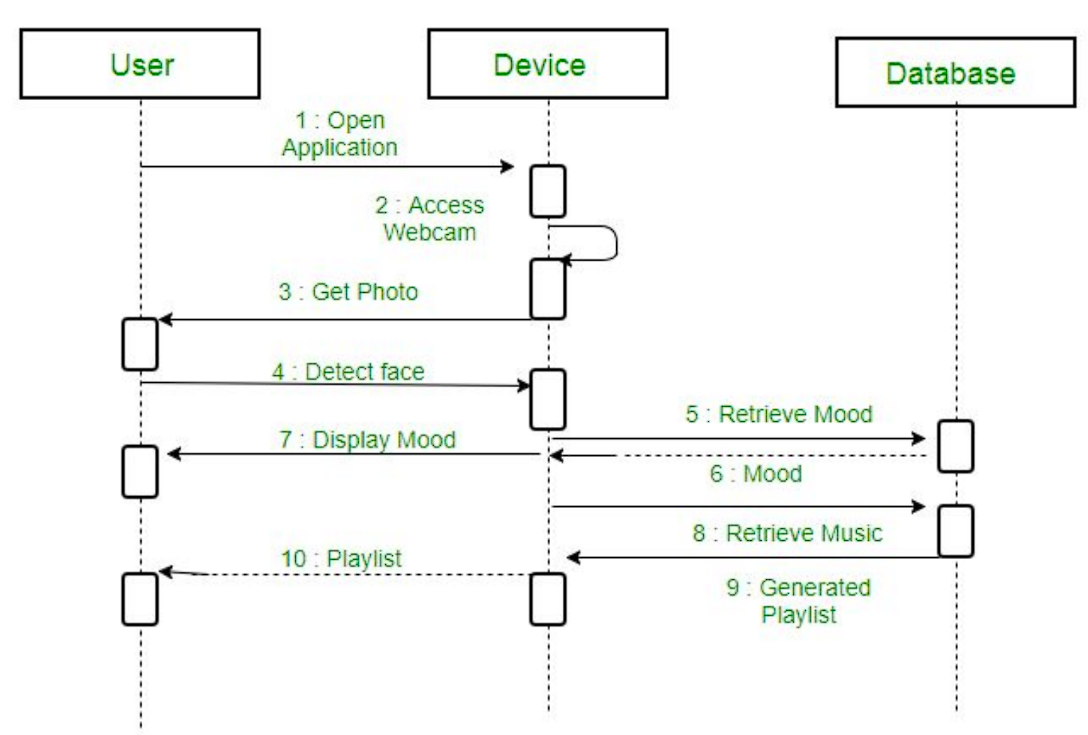 User
Device
Database
1 : Open
Application
2 : Access
Webcam
3 : Get Photo
4 : Detect face
5 : Retrieve Mood
7 : Display Mood
6 : Mood
8 : Retrieve Music
10 : Playlist
9 : Generated
Playlist